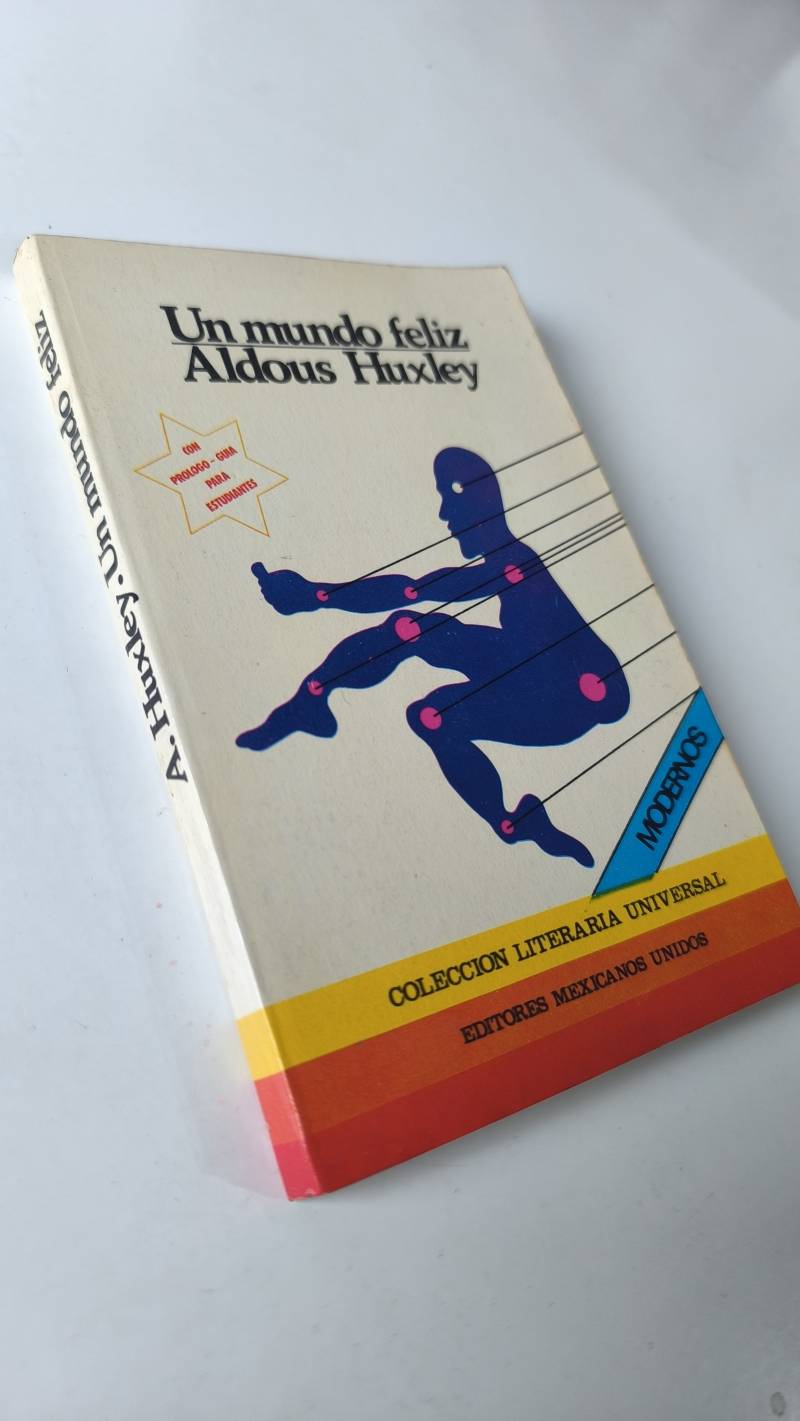 Un mundo feliz
Aldous Huxley
CON
PROLOGO - GUIA
PARA
ESTUDIANTES
MODERNOS
COLECCION LITERARIA UNIVERSAL
EDITORES MEXICANOS UNIDOS
A. Huxley. Un mundo feliz